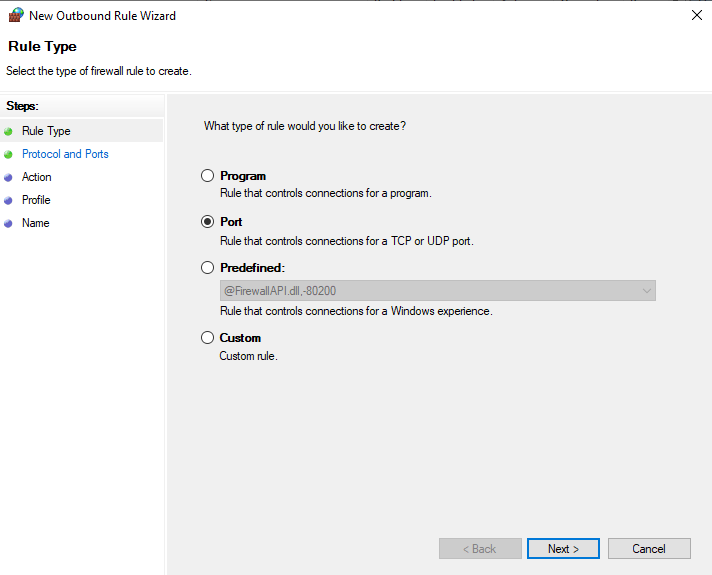 New Outbound Rule Wizard
Rule Type
Select the type of firewall rule to create.
Steps:
Rule Type
Protocol and Ports
Action
Profile
Name
What type of rule would you like to create?
Program
Rule that controls connections for a program.
Port
Rule that controls connections for a TCP or UDP port.
Predefined:
@FirewallAPI.dll,-80200
Rule that controls connections for a Windows experience.
Custom
Custom rule.
< Back
Next >
Cancel